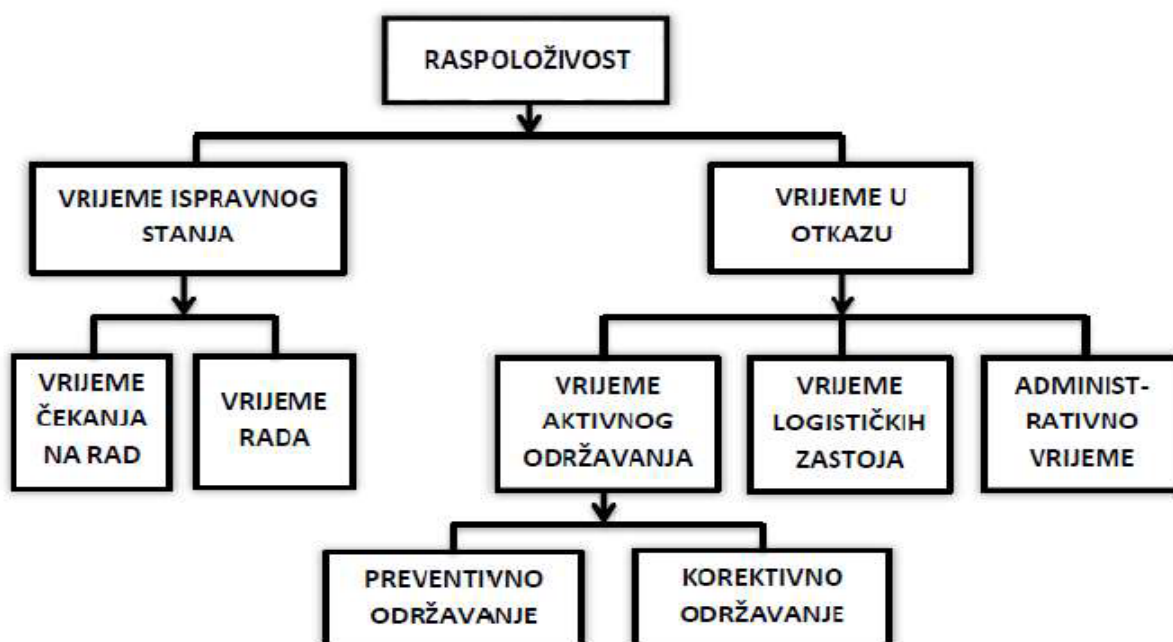 RASPOLOŽIVOST
VRIJEME ISPRAVNOG
STANJA
VRIJEME U
OTKAZU
VRIJEME
ČEKANJA
NA RAD
VRIJEME
RADA
VRIJEME
AKTIVNOG
ODRŽAVANJA
VRIJEME
LOGISTIČKIH
ZASTOJA
ADMINIST-
RATIVNO
VRIJEME
PREVENTIVNO
ODRŽAVANJE
KOREKTIVNO
ODRŽAVANJE